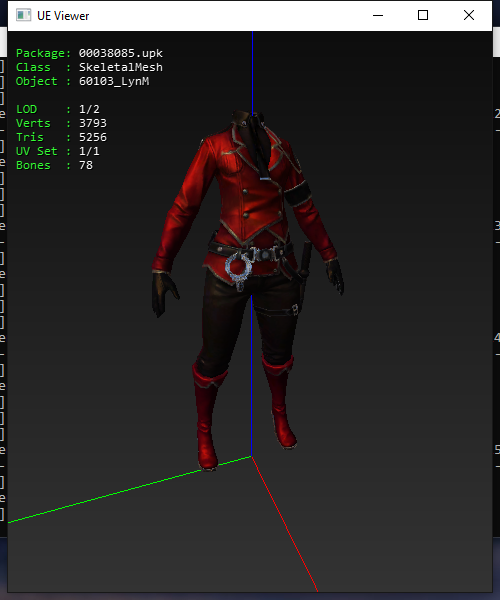 UE Viewer
Package: 00038085.upk
Class : SkeletalMesh
Object : 60103_LynM
LOD : 1/2
Verts : 3793
Tris : 5256
UV Set : 1/1
Bones : 78